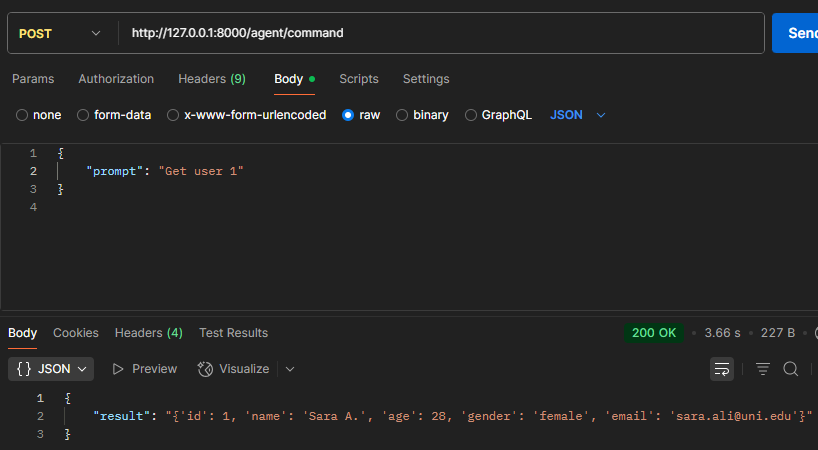 POST http://127.0.0.1:8000/agent/command Send
Params Authorization Headers (9) Body Scripts Settings
none form-data x-www-form-urlencoded raw binary GraphQL JSON
1 {
2 "prompt": "Get user 1"
3 }
4
Body Cookies Headers (4) Test Results 200 OK 3.66 s 227 B
{} JSON Preview Visualize
1 {
2 "result": "{'id': 1, 'name': 'Sara A.', 'age': 28, 'gender': 'female', 'email': 'sara.ali@uni.edu'}"
3 }